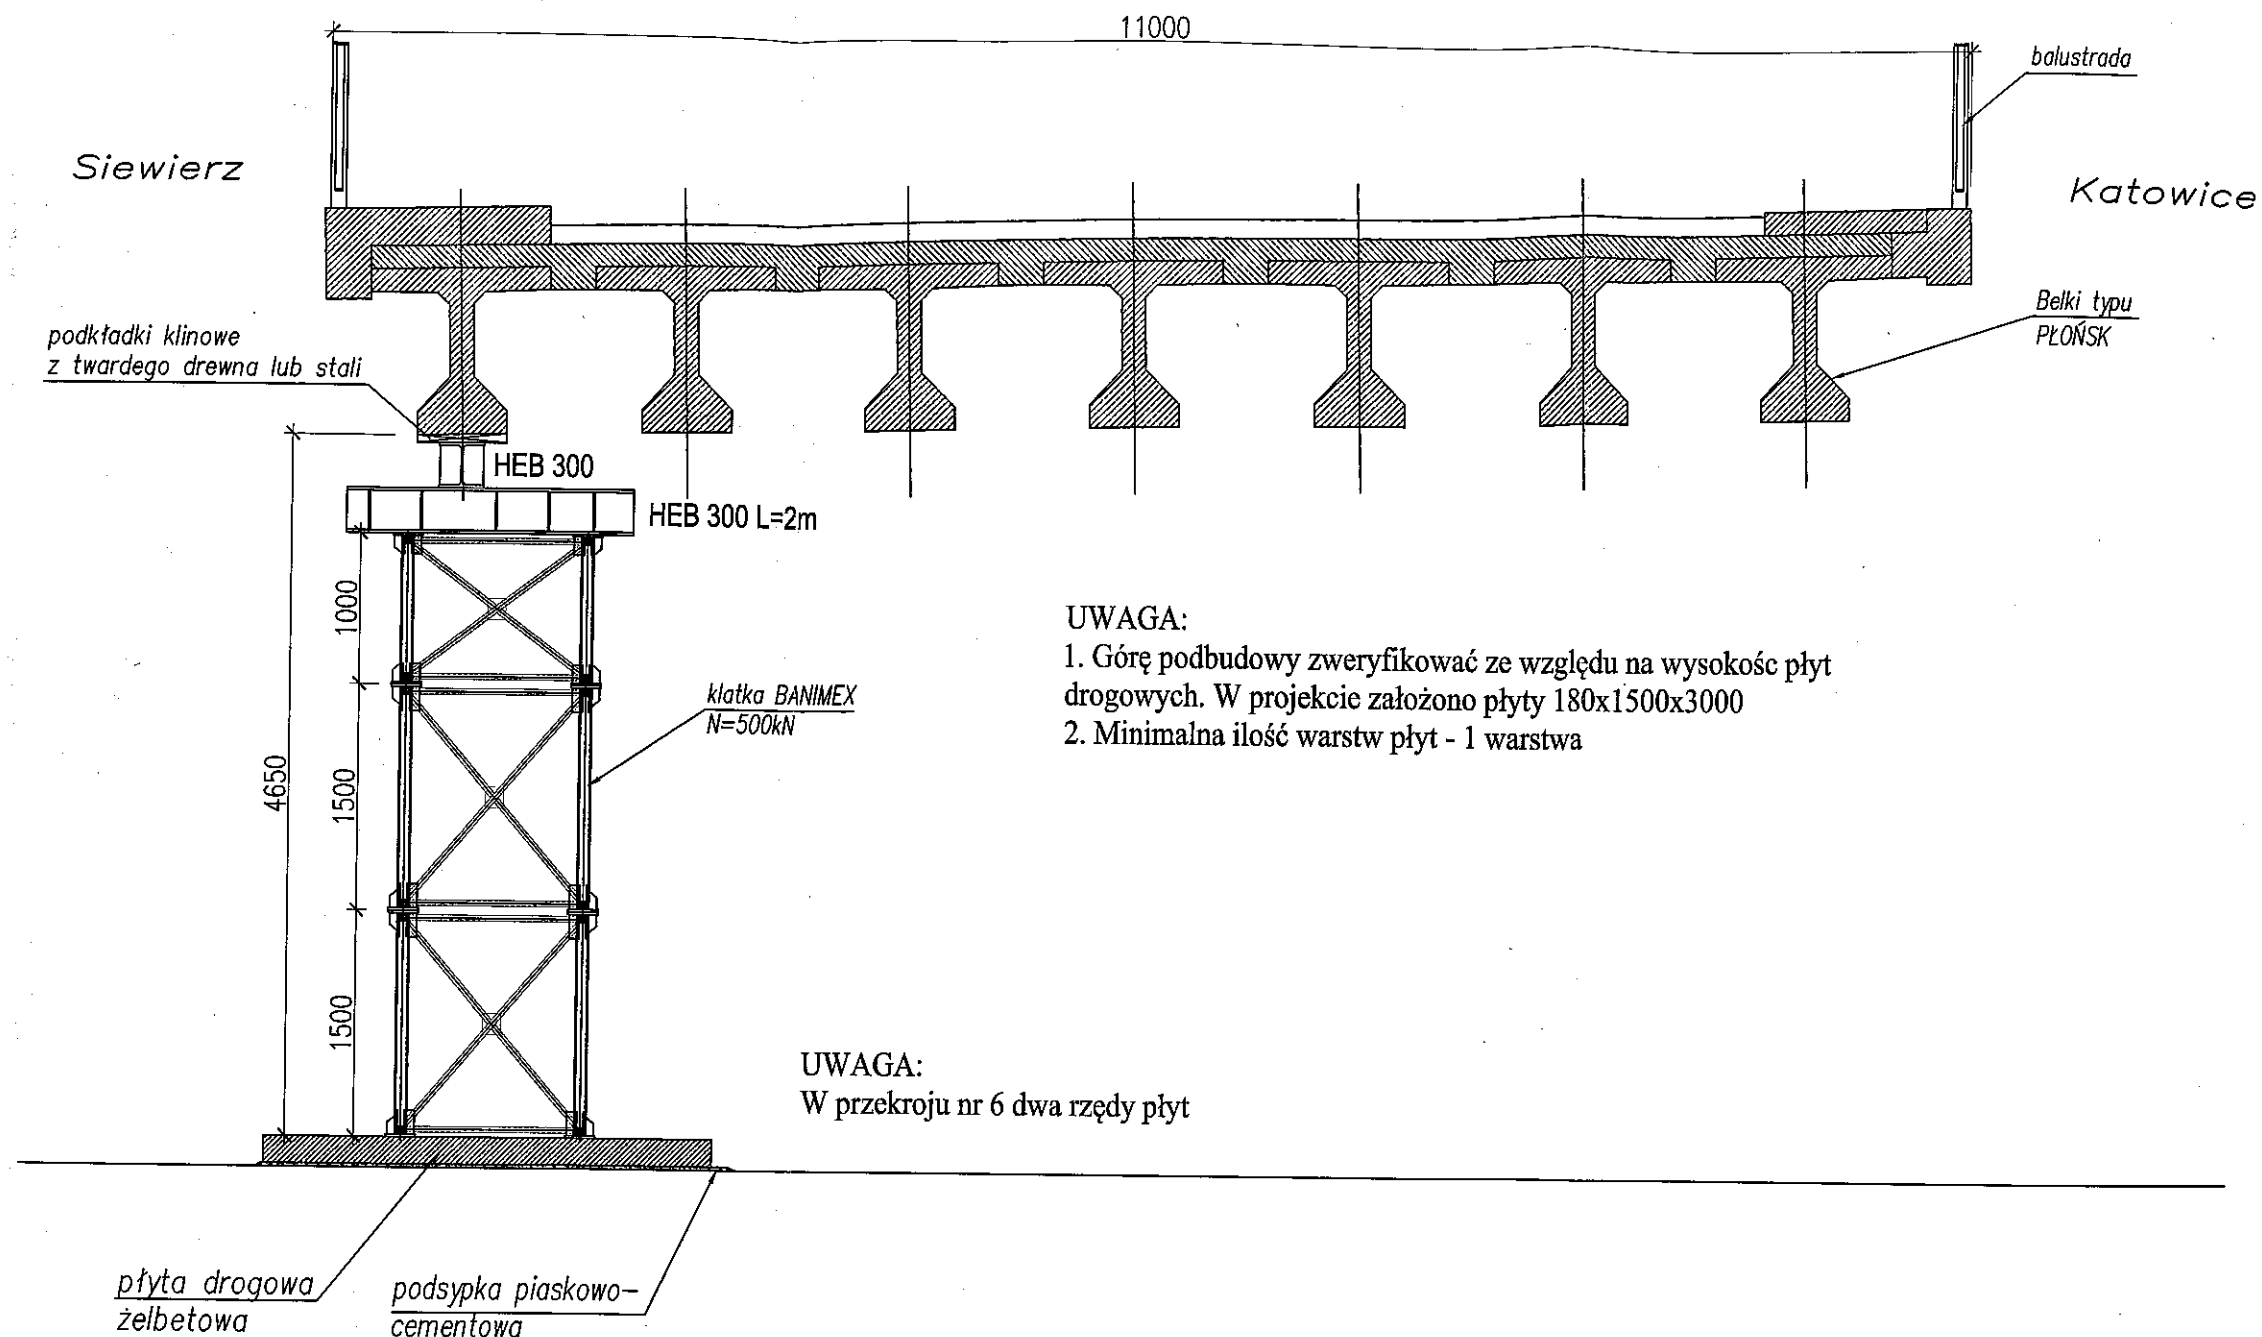 11000
balustrada
Siewierz
Katowice
Belki typu
PŁOŃSK
podkładki klinowe
z twardego drewna lub stali
HEB 300
HEB 300 L=2m
1000
1500
1500
4650
klatka BANIMEX
N=500kN
UWAGA:
1. Górę podbudowy zweryfikować ze względu na wysokośc płyt
drogowych. W projekcie założono płyty 180x1500x3000
2. Minimalna ilość warstw płyt - 1 warstwa
UWAGA:
W przekroju nr 6 dwa rzędy płyt
płyta drogowa
żelbetowa
podsypka piaskowo-
cementowa